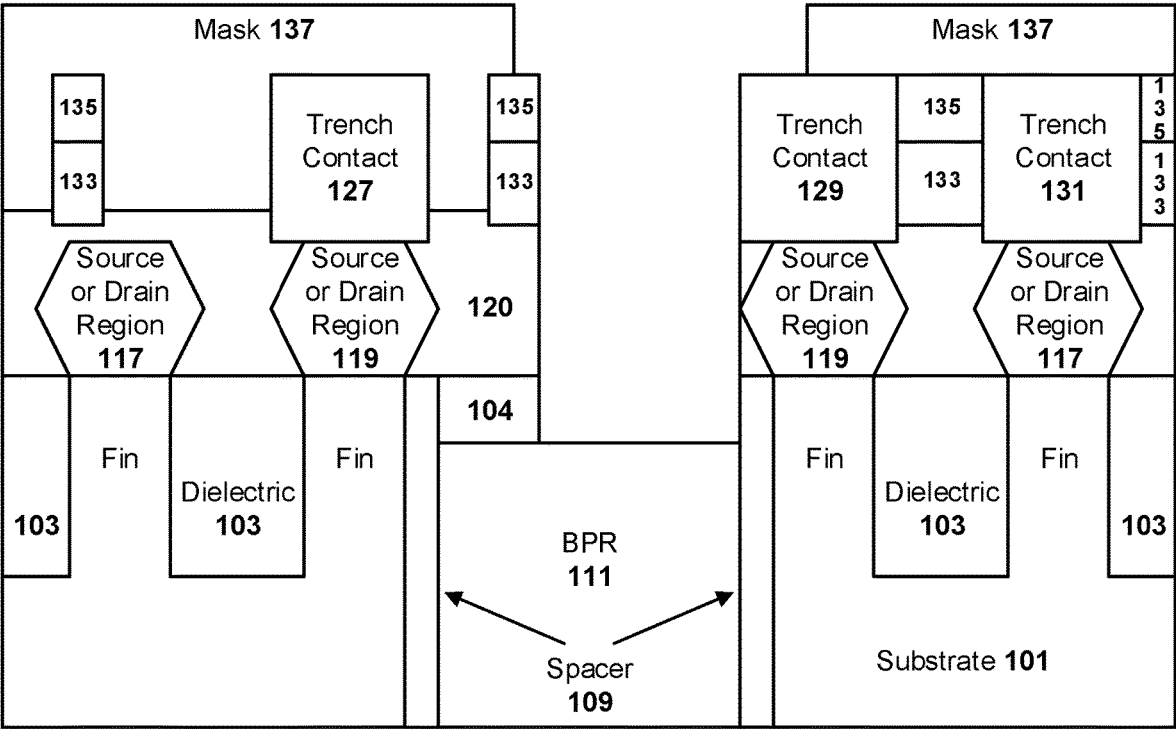 Mask 137
Mask 137
135
135
135
1
3
5
Trench
Contact
127
Trench
Contact
129
Trench
Contact
131
133
133
133
1
3
3
Source
or Drain
Region
117
Source
or Drain
Region
119
120
Source
or Drain
Region
119
Source
or Drain
Region
117
104
Fin
Fin
Fin
Fin
103
Dielectric
103
Dielectric
103
103
BPR
111
Spacer
109
Substrate 101